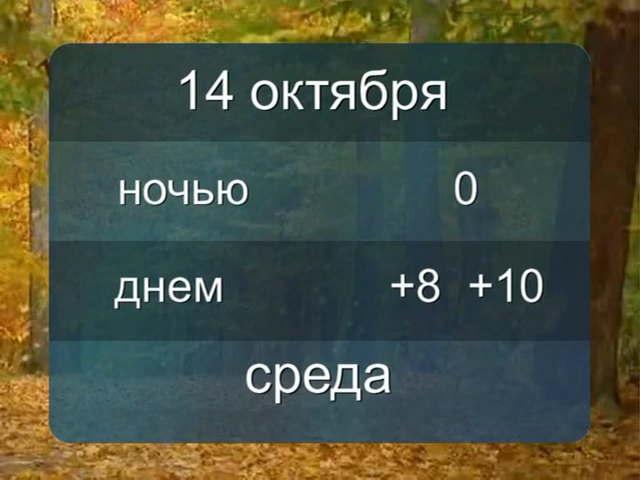 14 октября
ночью 0
днем +8 +10
среда